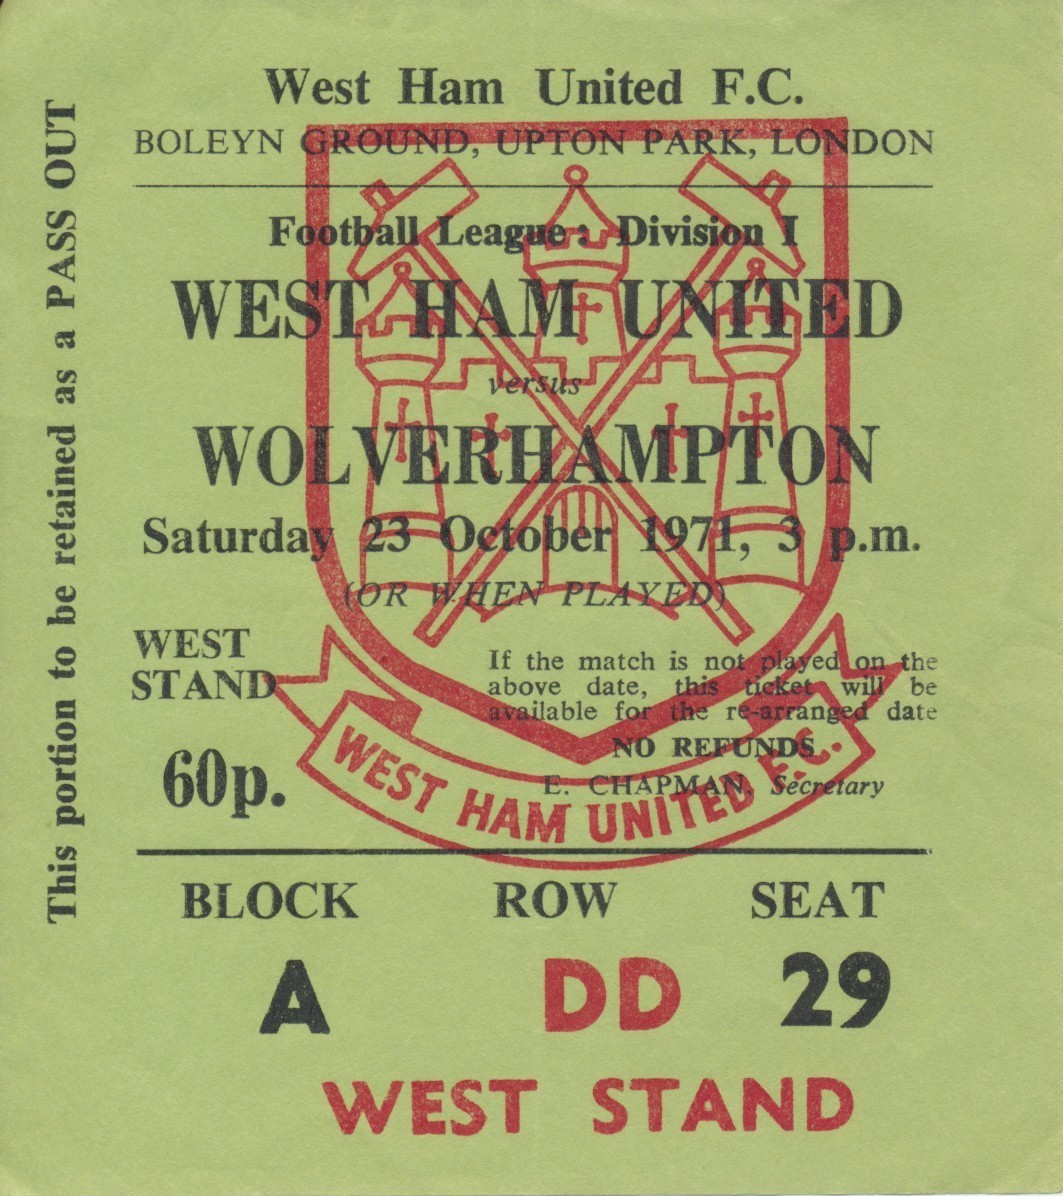 West Ham United F.C.
BOLEYN GROUND, UPTON PARK, LONDON
Football League: Division I
WEST HAM UNITED
versus
WOLVERHAMPTON
Saturday 23 October 1971, 3 p.m.
(OR WHEN PLAYED)
WEST
STAND
60p.
If the match is not played on the
above date, this ticket will be
available for the re-arranged date
NO REFUNDS
E. CHAPMAN, Secretary
WEST HAM UNITED F.C.
BLOCK ROW SEAT
A DD 29
WEST STAND
This portion to be retained as a PASS OUT